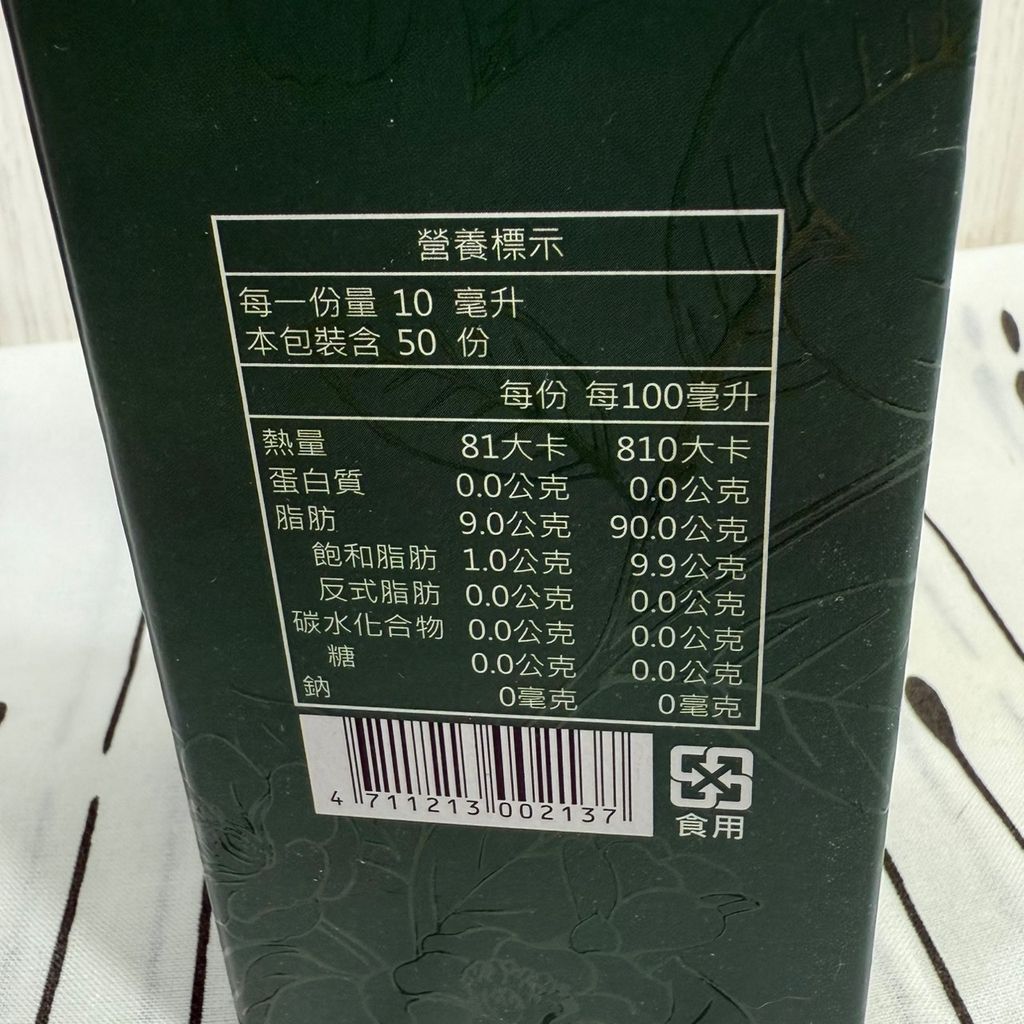 營養標示
每一份量 10 毫升
本包裝含 50 份
每份 每100毫升
熱量 81大卡 810大卡
蛋白質 0.0公克 0.0公克
脂肪 9.0公克 90.0公克
飽和脂肪 1.0公克 9.9公克
反式脂肪 0.0公克 0.0公克
碳水化合物 0.0公克 0.0公克
糖 0.0公克 0.0公克
鈉 0毫克 0毫克
4 711213 002137
食用